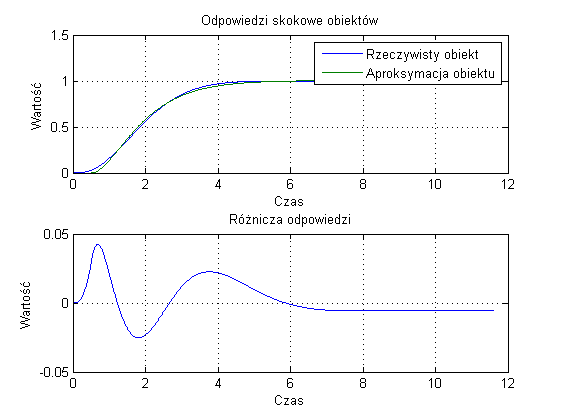 Odpowiedzi skokowe obiektów
1.5
1
0.5
0
Wartość
Rzeczywisty obiekt
Aproksymacja obiektu
0 2 4 6 8 10 12
Czas
Różnicza odpowiedzi
0.05
0
-0.05
Wartość
0 2 4 6 8 10 12
Czas